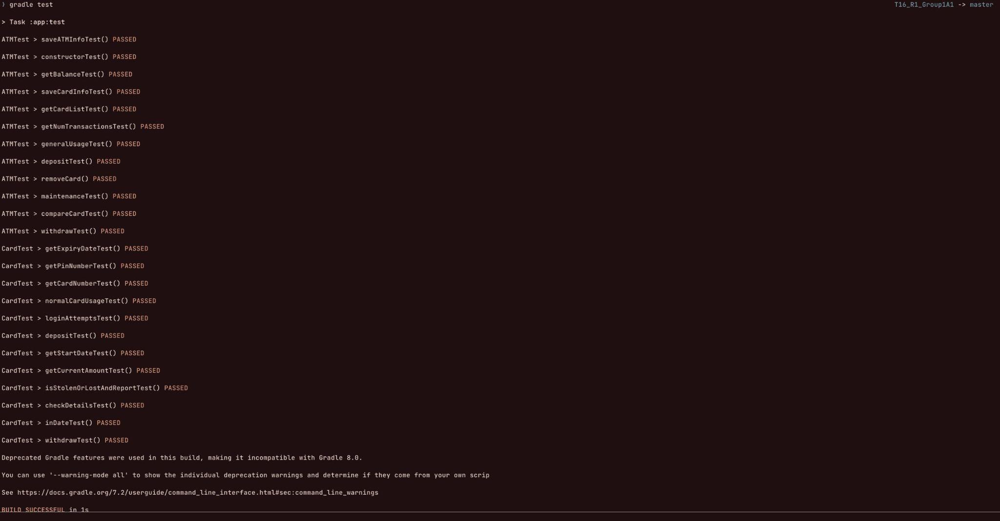 ❯ gradle test T16_R1_Group1A1 -> master
> Task :app:test
ATMTest > saveATMInfoTest() PASSED
ATMTest > constructorTest() PASSED
ATMTest > getBalanceTest() PASSED
ATMTest > saveCardInfoTest() PASSED
ATMTest > getCardListTest() PASSED
ATMTest > getNumTransactionsTest() PASSED
ATMTest > generalUsageTest() PASSED
ATMTest > depositTest() PASSED
ATMTest > removeCard() PASSED
ATMTest > maintenanceTest() PASSED
ATMTest > compareCardTest() PASSED
ATMTest > withdrawTest() PASSED
CardTest > getExpiryDateTest() PASSED
CardTest > getPinNumberTest() PASSED
CardTest > getCardNumberTest() PASSED
CardTest > normalCardUsageTest() PASSED
CardTest > loginAttemptsTest() PASSED
CardTest > depositTest() PASSED
CardTest > getStartDateTest() PASSED
CardTest > getCurrentAmountTest() PASSED
CardTest > isStolenOrLostAndReportTest() PASSED
CardTest > checkDetailsTest() PASSED
CardTest > inDateTest() PASSED
CardTest > withdrawTest() PASSED
Deprecated Gradle features were used in this build, making it incompatible with Gradle 8.0.
You can use '--warning-mode all' to show the individual deprecation warnings and determine if they come from your own scrip
See https://docs.gradle.org/7.2/userguide/command_line_interface.html#sec:command_line_warnings
BUILD SUCCESSFUL in 1s